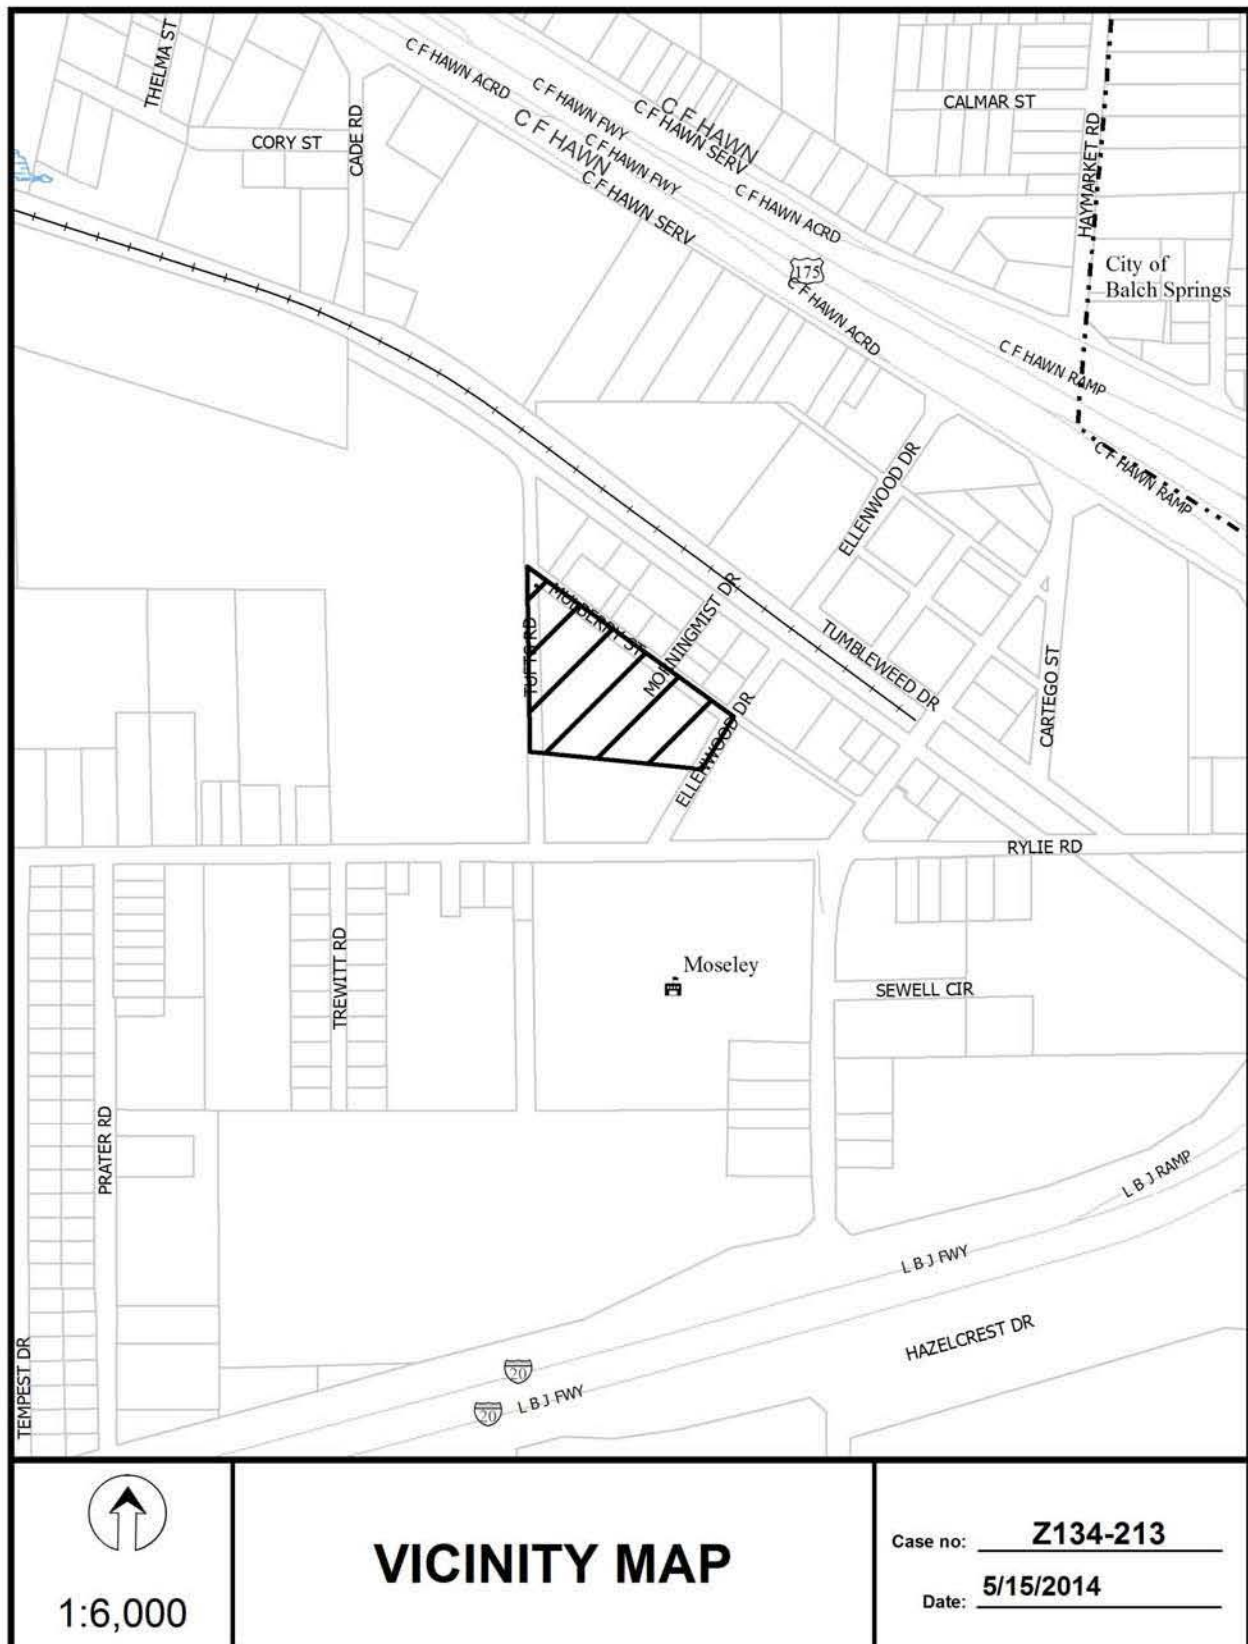 THELMA ST
CORY ST
CADE RD
C F HAWN ACRD
C F HAWN FWY
C F HAWN SERV
C F HAWN
C F HAWN
C F HAWN FWY
C F HAWN SERV
C F HAWN ACRD
CALMAR ST
HAYMARKET RD
175
C F HAWN ACRD
City of
Balch Springs
C F HAWN RAMP
C F HAWN RAMP
ELLENWOOD DR
MULBERRY ST
MORNINGMIST DR
TUFTS RD
TUMBLEWEED DR
CARTEGO ST
ELLENWOOD DR
RYLIE RD
Moseley
TREWITT RD
SEWELL CIR
PRATER RD
L B J RAMP
L B J FWY
HAZELCREST DR
20
20
L B J FWY
TEMPEST DR
1:6,000
VICINITY MAP
Case no: Z134-213
Date: 5/15/2014